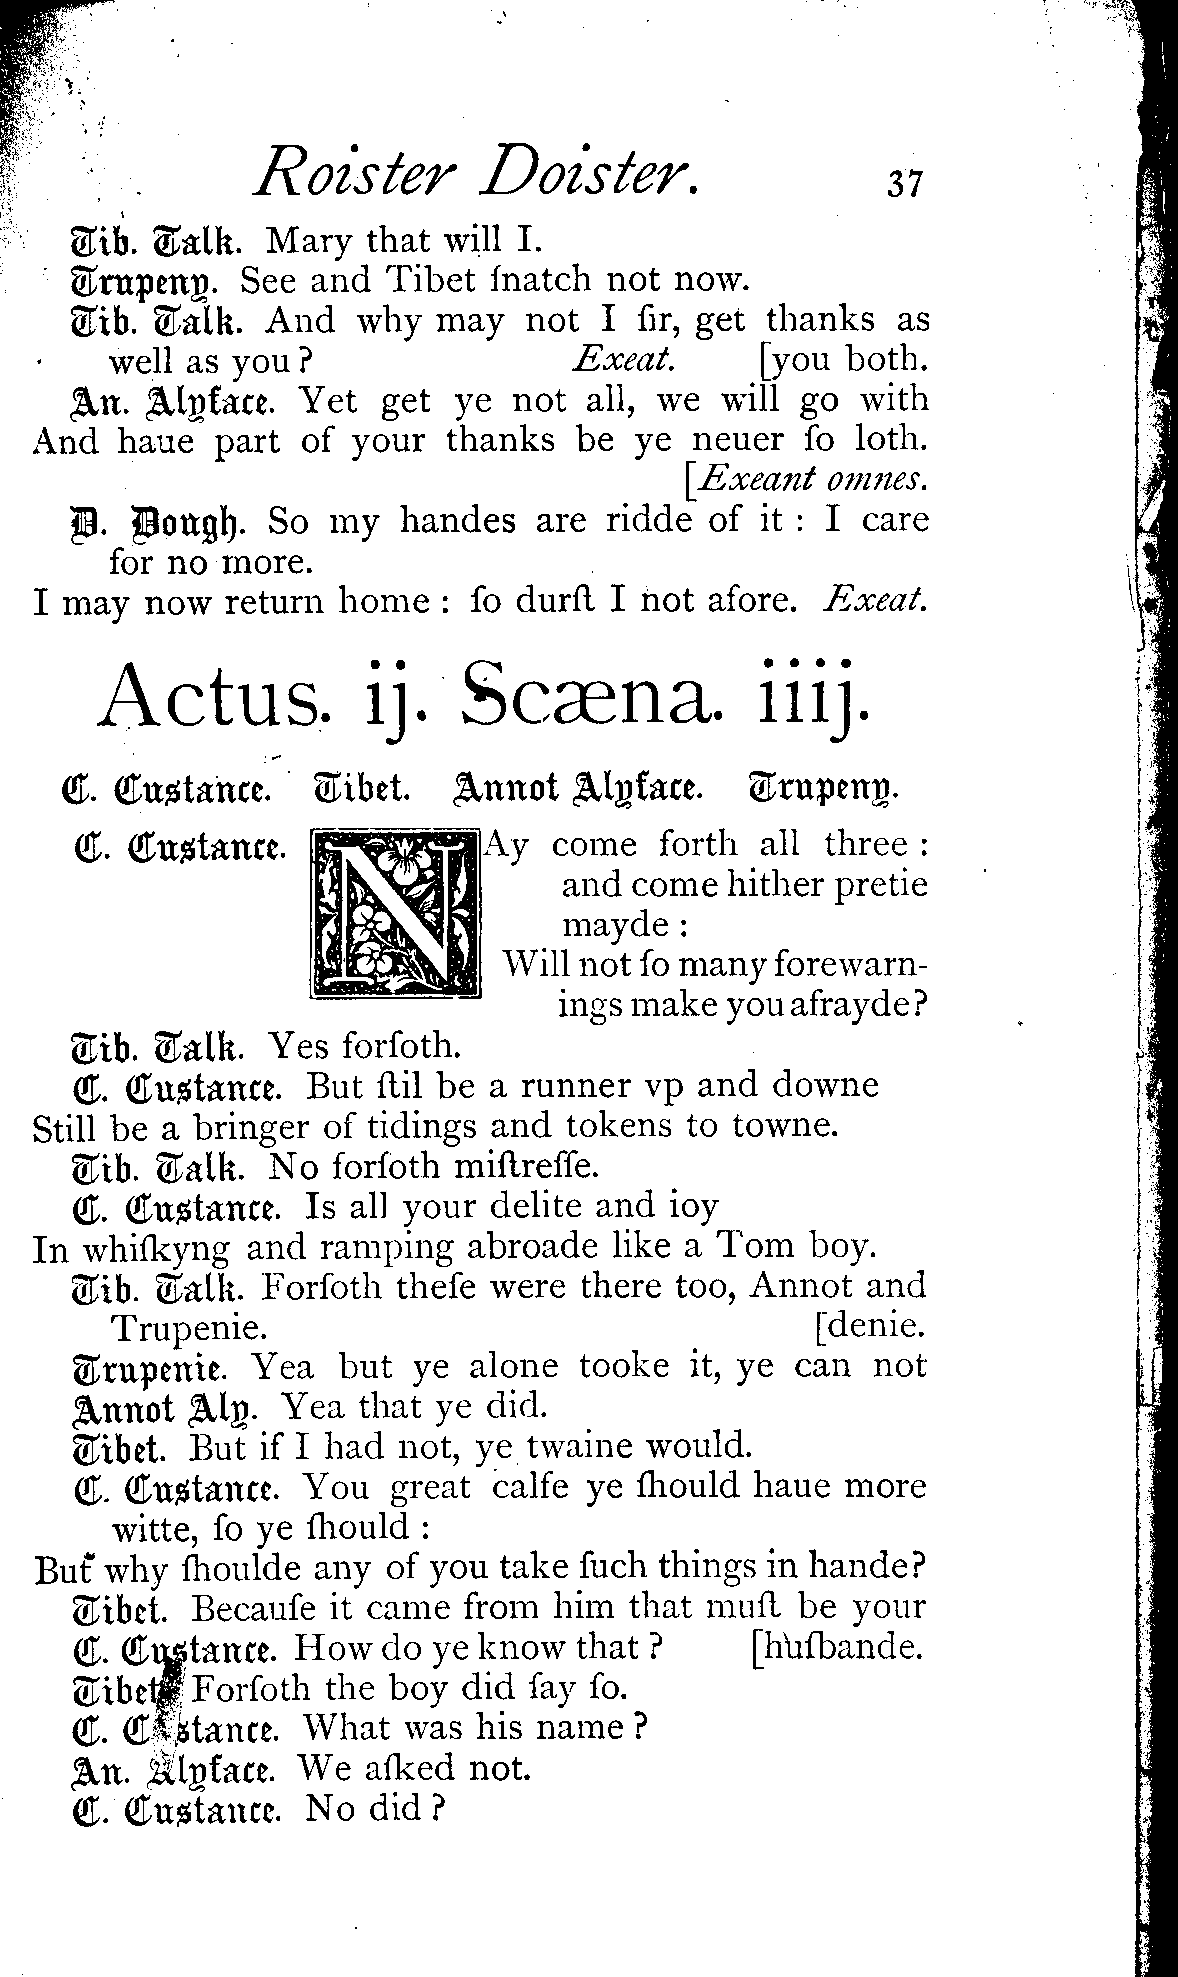 Roister Doister. 37
Tib. Talk. Mary that will I.
Trupeny. See and Tibet ſnatch not now.
Tib. Talk. And why may not I ſir, get thanks as
well as you? Exeat. [you both.
An. Alyface. Yet get ye not all, we will go with
And haue part of your thanks be ye neuer ſo loth.
[Exeant omnes.
D. Dough. So my handes are ridde of it : I care
for no more.
I may now return home : ſo durſt I not afore. Exeat.
Actus. ij. Scæna. iiij.
C. Custance. Tibet. Annot Alyface. Trupeny.
C. Custance. NAy come forth all three :
and come hither pretie
mayde :
Will not ſo many forewarn-
ings make you afrayde?
Tib. Talk. Yes forſoth.
C. Custance. But ſtil be a runner vp and downe
Still be a bringer of tidings and tokens to towne.
Tib. Talk. No forſoth miſtreſſe.
C. Custance. Is all your delite and ioy
In whiſkyng and ramping abroade like a Tom boy.
Tib. Talk. Forſoth theſe were there too, Annot and
Trupenie. [denie.
Trupenie. Yea but ye alone tooke it, ye can not
Annot Aly. Yea that ye did.
Tibet. But if I had not, ye twaine would.
C. Custance. You great calfe ye ſhould haue more
witte, ſo ye ſhould :
But why ſhoulde any of you take ſuch things in hande?
Tibet. Becauſe it came from him that muſt be your
C. Custance. How do ye know that? [huſbande.
Tibet. Forſoth the boy did ſay ſo.
C. Custance. What was his name?
An. Alyface. We aſked not.
C. Custance. No did?